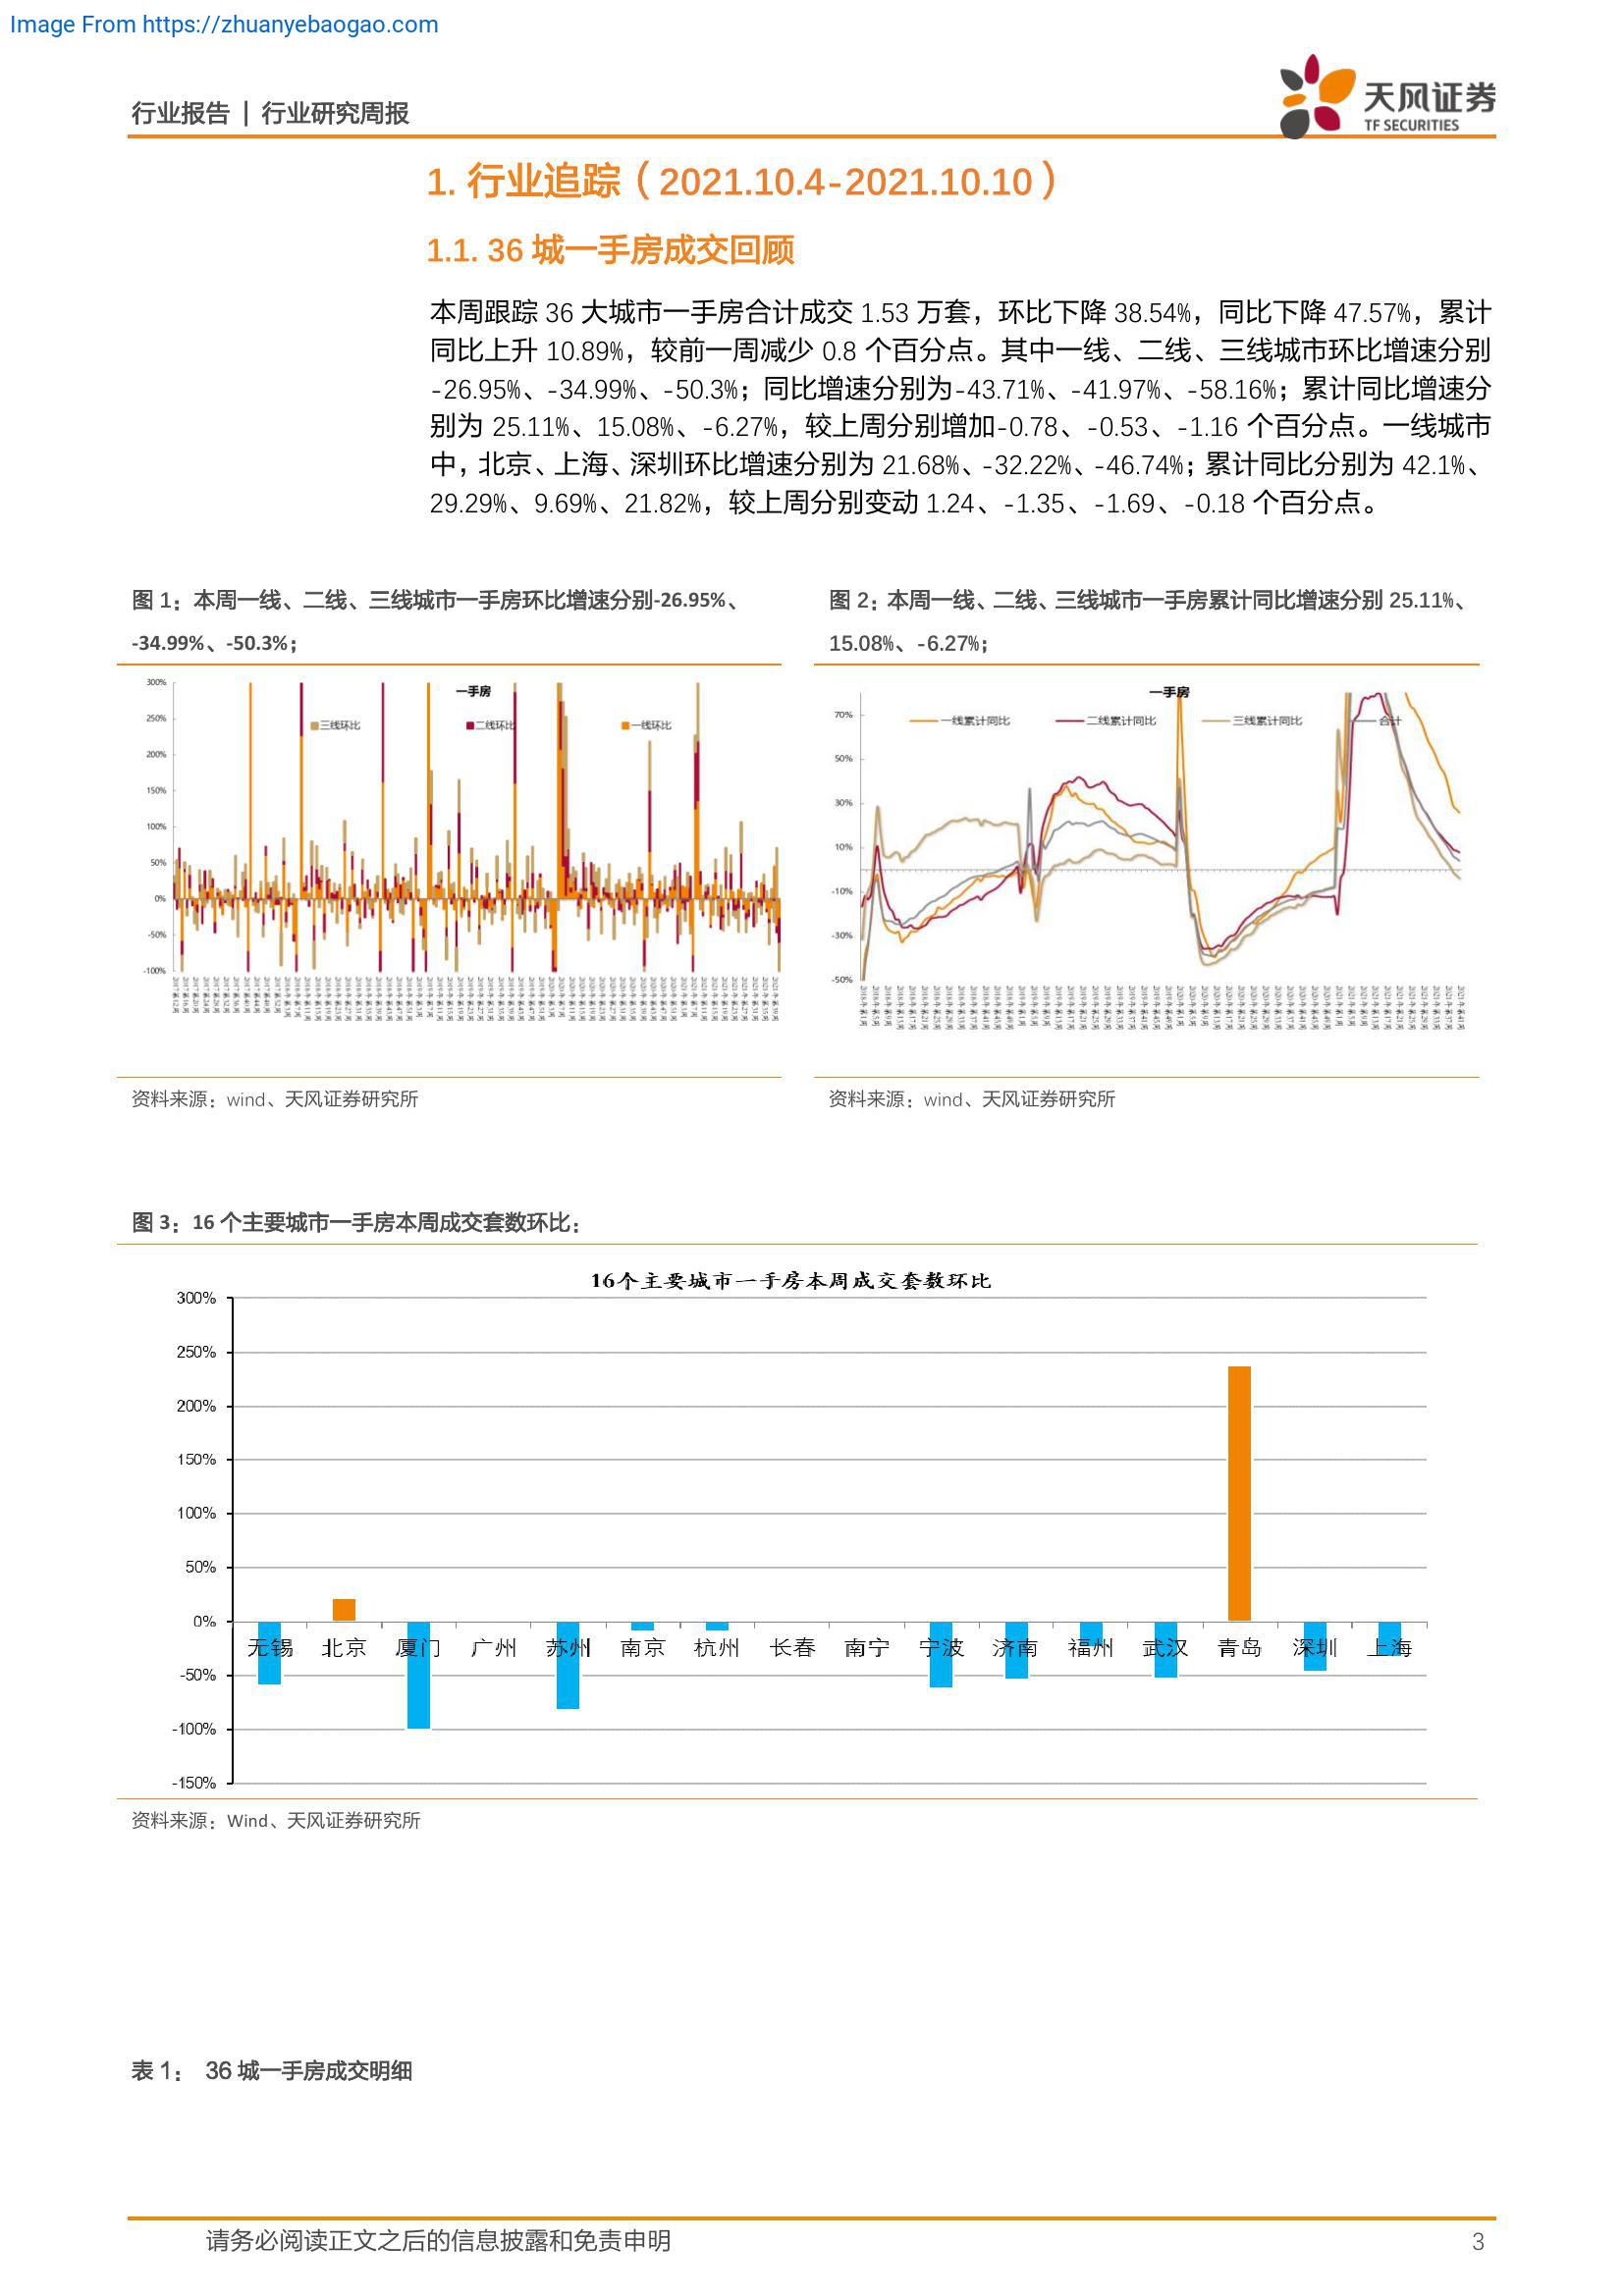 Image From https://zhuanyebaogao.com
行业报告 | 行业研究周报
天风证券
TF SECURITIES
1. 行业追踪（2021.10.4-2021.10.10）
1.1. 36 城一手房成交回顾
本周跟踪 36 大城市一手房合计成交 1.53 万套，环比下降 38.54%，同比下降 47.57%，累计
同比上升 10.89%，较前一周减少 0.8 个百分点。其中一线、二线、三线城市环比增速分别
-26.95%、-34.99%、-50.3%；同比增速分别为-43.71%、-41.97%、-58.16%；累计同比增速分
别为 25.11%、15.08%、-6.27%，较上周分别增加-0.78、-0.53、-1.16 个百分点。一线城市
中，北京、上海、深圳环比增速分别为 21.68%、-32.22%、-46.74%；累计同比分别为 42.1%、
29.29%、9.69%、21.82%，较上周分别变动 1.24、-1.35、-1.69、-0.18 个百分点。
图 1：本周一线、二线、三线城市一手房环比增速分别-26.95%、
-34.99%、-50.3%；
一手房
300%
三线环比 二线环比 一线环比
250%
200%
150%
100%
50%
0%
-50%
-100%
资料来源：wind、天风证券研究所
图 2：本周一线、二线、三线城市一手房累计同比增速分别 25.11%、
15.08%、-6.27%；
一手房
一线累计同比 二线累计同比 三线累计同比 合计
70%
50%
30%
10%
-10%
-30%
-50%
资料来源：wind、天风证券研究所
图 3：16 个主要城市一手房本周成交套数环比；
16个主要城市一手房本周成交套数环比
300%
250%
200%
150%
100%
50%
0%
无锡 北京 厦门 广州 苏州 南京 杭州 长春 南宁 宁波 济南 福州 武汉 青岛 深圳 上海
-50%
-100%
-150%
资料来源：Wind、天风证券研究所
表 1： 36 城一手房成交明细
请务必阅读正文之后的信息披露和免责申明 3